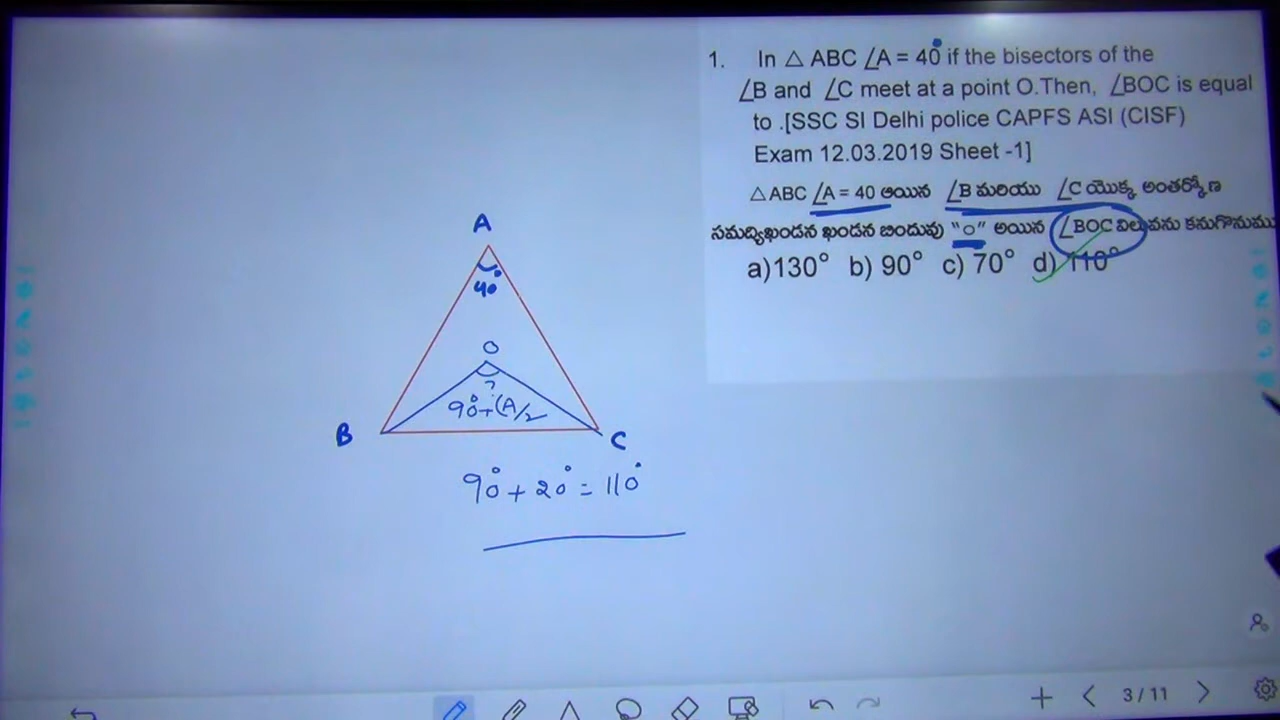 1. In △ ABC ∠A = 40° if the bisectors of the
∠B and ∠C meet at a point O.Then, ∠BOC is equal
to .[SSC SI Delhi police CAPFS ASI (CISF)
Exam 12.03.2019 Sheet -1]
△ABC ∠A = 40 అయిన ∠B మరియు ∠C యొక్క అంతర్కోణ
సమద్విఖండన ఖండన బిందువు "o" అయిన ∠BOC విలువను కనుగొనుము
a)130° b) 90° c) 70° d) 110°
A
40°
O
?
90°+∠A/2
B
C
90°+20°=110°
3 / 11